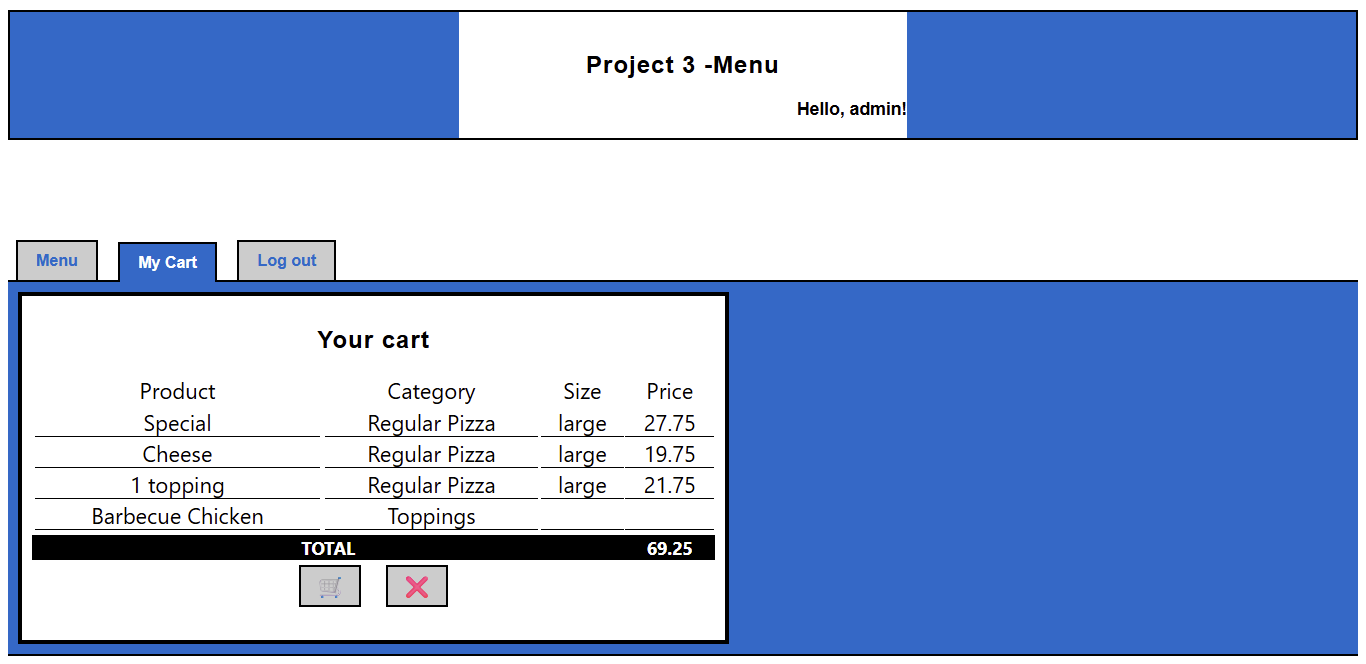 Project 3 -Menu
Hello, admin!
Menu My Cart Log out
Your cart
Product Category Size Price
Special Regular Pizza large 27.75
Cheese Regular Pizza large 19.75
1 topping Regular Pizza large 21.75
Barbecue Chicken Toppings
TOTAL 69.25